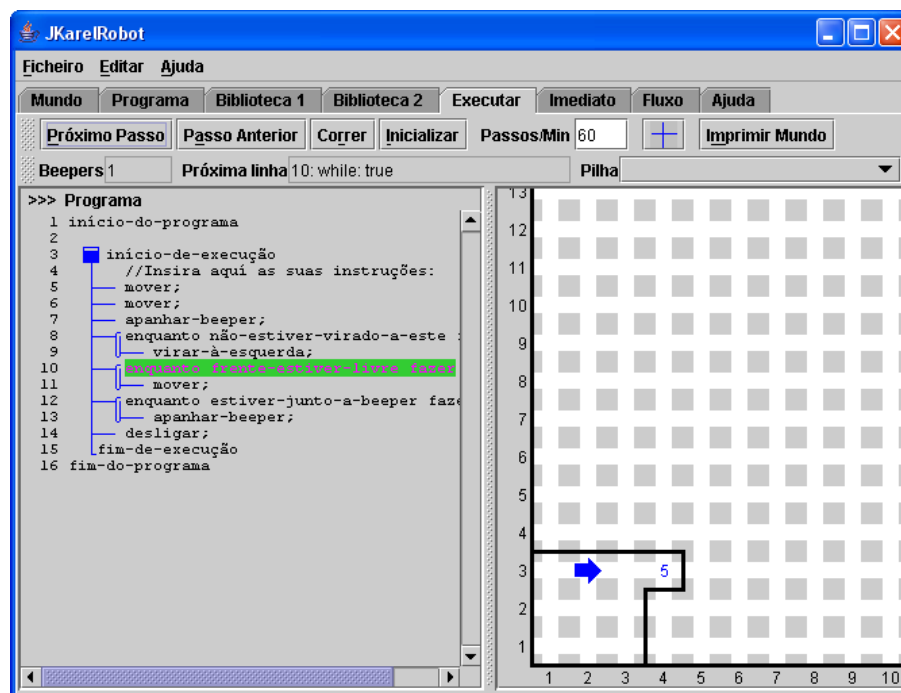 JKarelRobot
Ficheiro Editar Ajuda
Mundo Programa Biblioteca 1 Biblioteca 2 Executar Imediato Fluxo Ajuda
Próximo Passo Passo Anterior Correr Inicializar Passos/Min 60 Imprimir Mundo
Beepers 1 Próxima linha 10: while: true Pilha
>>> Programa
1 início-do-programa
2
3 início-de-execução
4 //Insira aquí as suas instruções:
5 mover;
6 mover;
7 apanhar-beeper;
8 enquanto não-estiver-virado-a-este
9 virar-à-esquerda;
10 enquanto frente-estiver-livre fazer
11 mover;
12 enquanto estiver-junto-a-beeper faze
13 apanhar-beeper;
14 desligar;
15 fim-de-execução
16 fim-do-programa
13
12
11
10
9
8
7
6
5
4
3 5
2
1
1 2 3 4 5 6 7 8 9 10